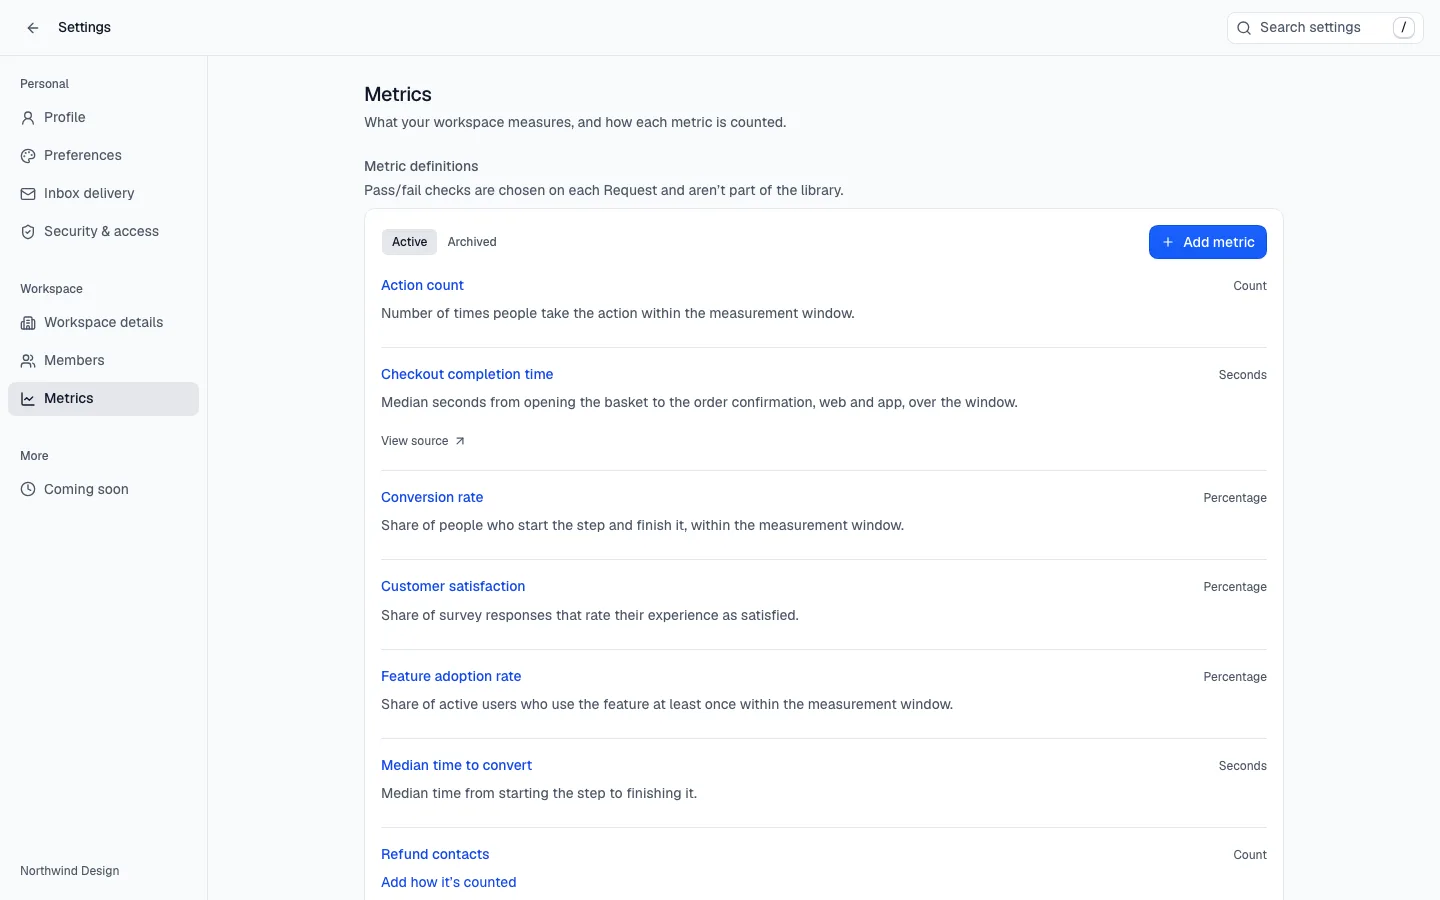 Settings
Search settings
/
Personal
Profile
Preferences
Inbox delivery
Security & access
Workspace
Workspace details
Members
Metrics
More
Coming soon
Northwind Design
Metrics
What your workspace measures, and how each metric is counted.
Metric definitions
Pass/fail checks are chosen on each Request and aren’t part of the library.
Active
Archived
Add metric
Action count
Count
Number of times people take the action within the measurement window.
Checkout completion time
Seconds
Median seconds from opening the basket to the order confirmation, web and app, over the window.
View source
Conversion rate
Percentage
Share of people who start the step and finish it, within the measurement window.
Customer satisfaction
Percentage
Share of survey responses that rate their experience as satisfied.
Feature adoption rate
Percentage
Share of active users who use the feature at least once within the measurement window.
Median time to convert
Seconds
Median time from starting the step to finishing it.
Refund contacts
Count
Add how it’s counted